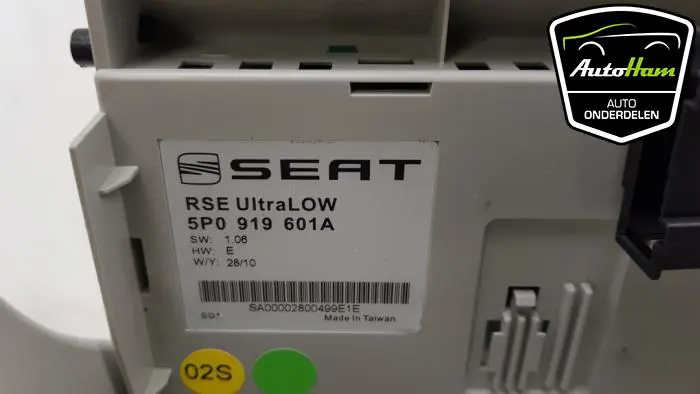 AutoHam
AUTO
ONDERDELEN
SEAT
RSE UltraLOW
5P0 919 601A
SW: 1.06
HW: E
W/Y: 28/10
SA00002800499E1E
Made In Taiwan
02S